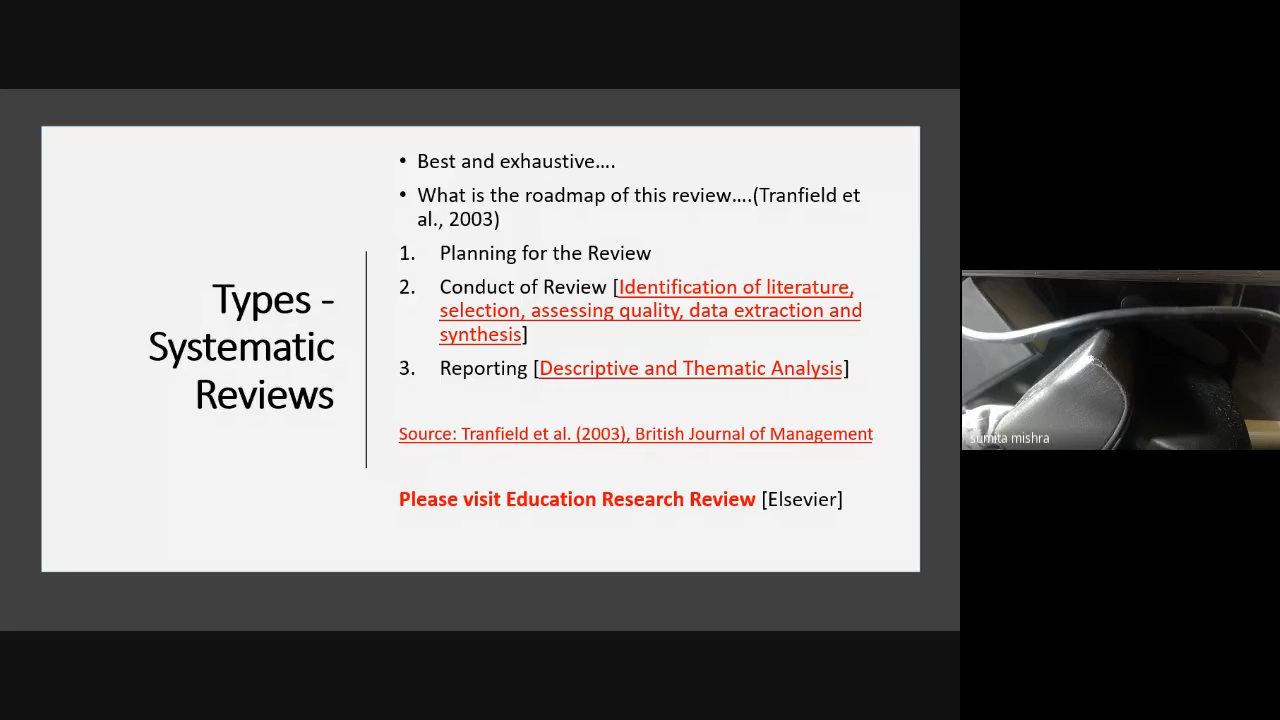 Types -
Systematic
Reviews
• Best and exhaustive....
• What is the roadmap of this review....(Tranfield et
al., 2003)
1. Planning for the Review
2. Conduct of Review [Identification of literature,
selection, assessing quality, data extraction and
synthesis]
3. Reporting [Descriptive and Thematic Analysis]
Source: Tranfield et al. (2003), British Journal of Management
Please visit Education Research Review [Elsevier]
sumita mishra